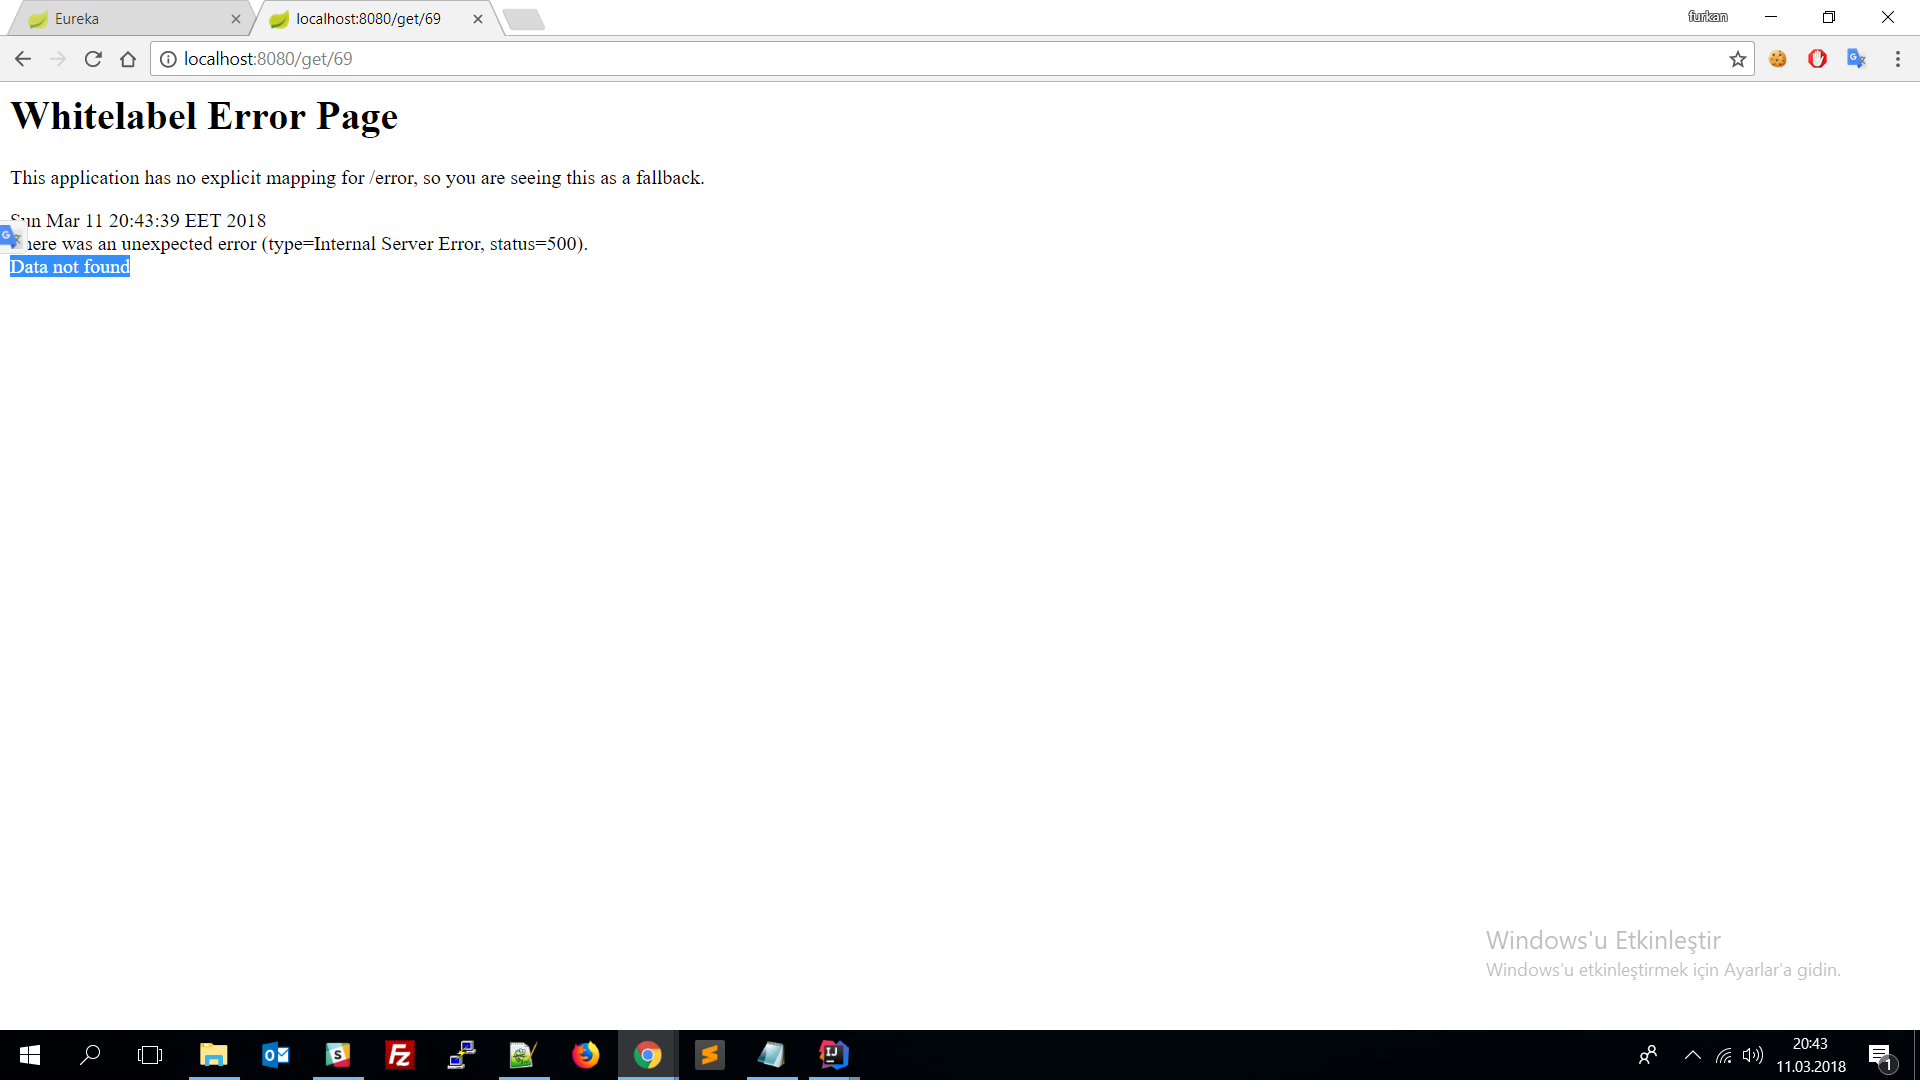 Eureka
localhost:8080/get/69
furkan
localhost:8080/get/69
Whitelabel Error Page
This application has no explicit mapping for /error, so you are seeing this as a fallback.
Sun Mar 11 20:43:39 EET 2018
here was an unexpected error (type=Internal Server Error, status=500).
Data not found
Windows'u Etkinleştir
Windows'u etkinleştirmek için Ayarlar'a gidin.
20:43
11.03.2018
1